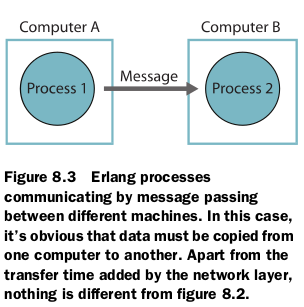 Computer A
Computer B
Process 1
Message
Process 2
Figure 8.3 Erlang processes
communicating by message passing
between different machines. In this case,
it's obvious that data must be copied from
one computer to another. Apart from the
transfer time added by the network layer,
nothing is different from figure 8.2.